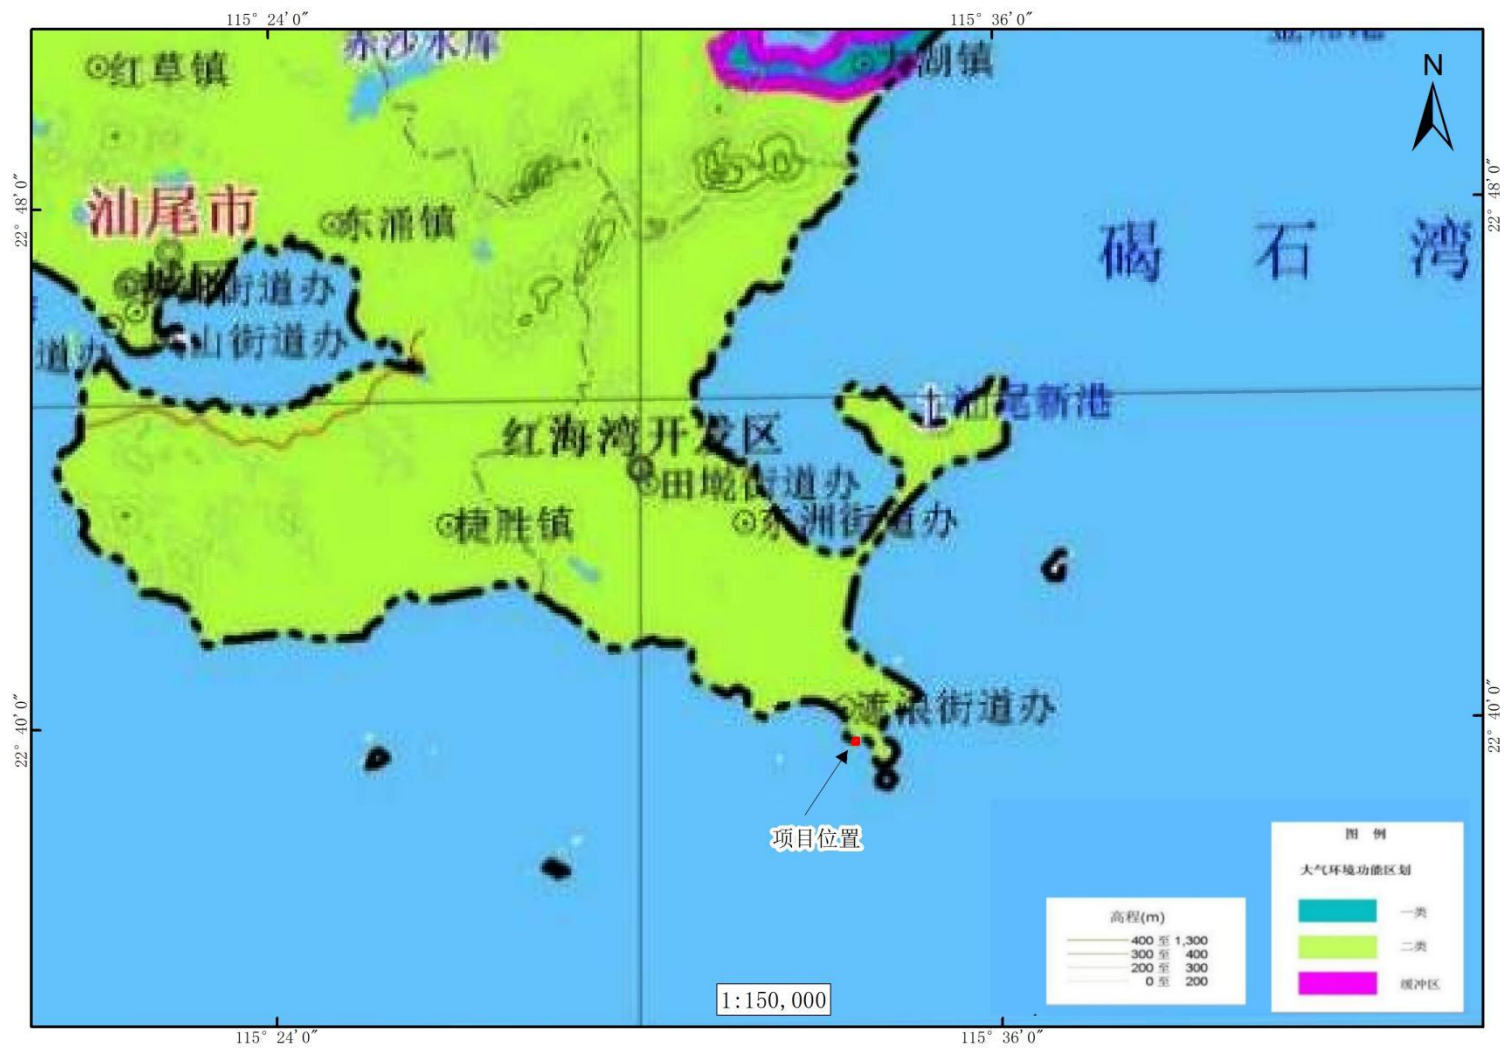 115° 24′0″
115° 36′0″
赤沙水库
红草镇
湖镇
N
22° 48′0″
22° 48′0″
汕尾市
东涌镇
碣石湾
城区
街道办
山街道办
道办
汕尾新港
红海湾开发区
田墘街道办
捷胜镇
东洲街道办
遮浪街道办
22° 40′0″
22° 40′0″
项目位置
图 例
大气环境功能区划
一类
二类
缓冲区
高程(m)
400 至 1,300
300 至 400
200 至 300
0 至 200
1:150,000
115° 24′0″
115° 36′0″